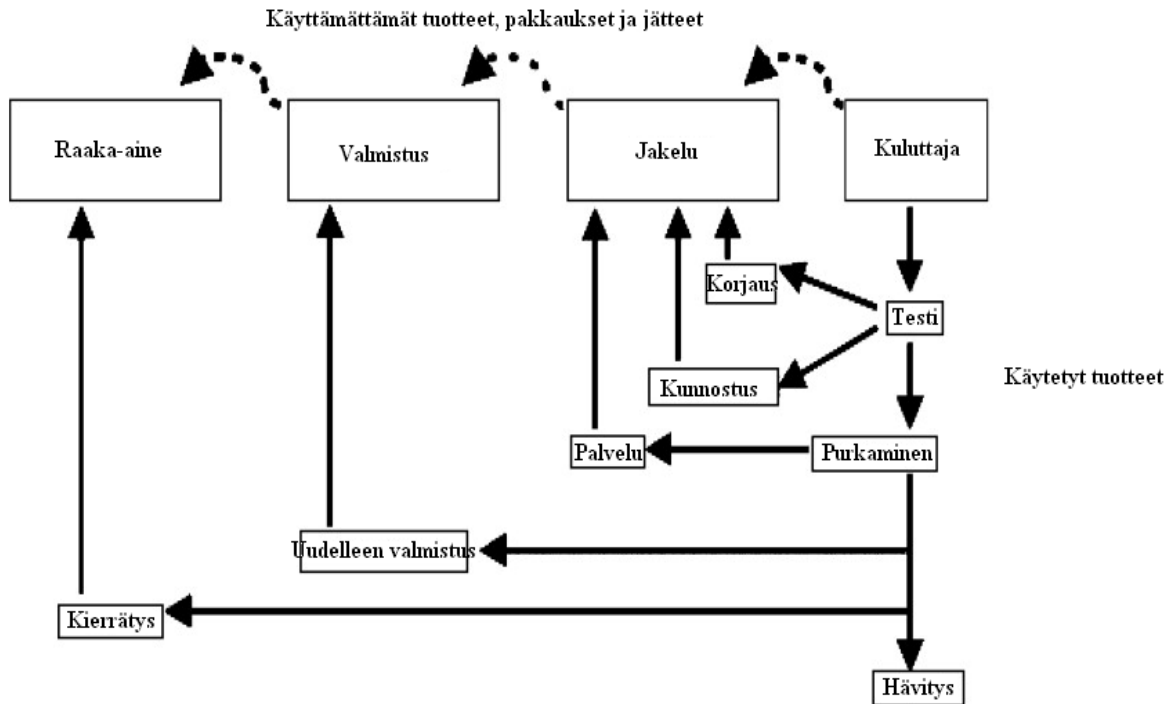 Käyttämättämät tuotteet, pakkaukset ja jätteet
Raaka-aine
Valmistus
Jakelu
Kuluttaja
Korjaus
Testi
Kunnostus
Käytetyt tuotteet
Palvelu
Purkaminen
Uudelleen valmistus
Kierrätys
Hävitys